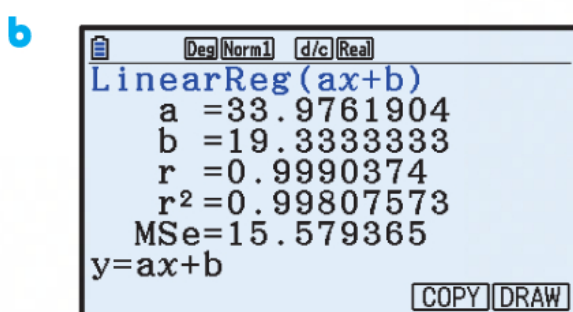 b
Deg Norm1 d/c Real
LinearReg(ax+b)
a =33.9761904
b =19.3333333
r =0.9990374
r²=0.99807573
MSe=15.579365
y=ax+b
COPY DRAW